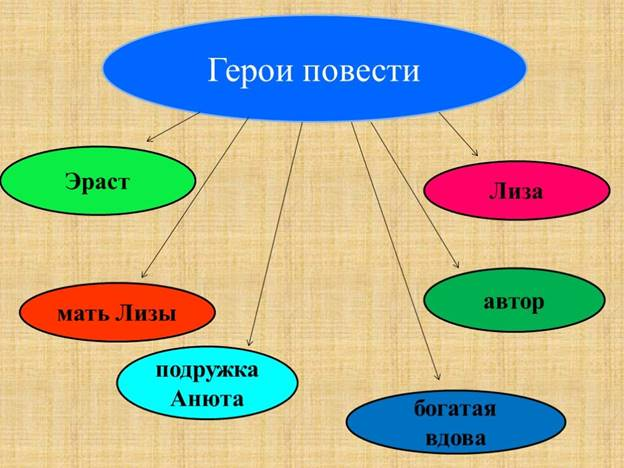 Герои повести
Эраст
Лиза
мать Лизы
автор
подружка
Анюта
богатая
вдова